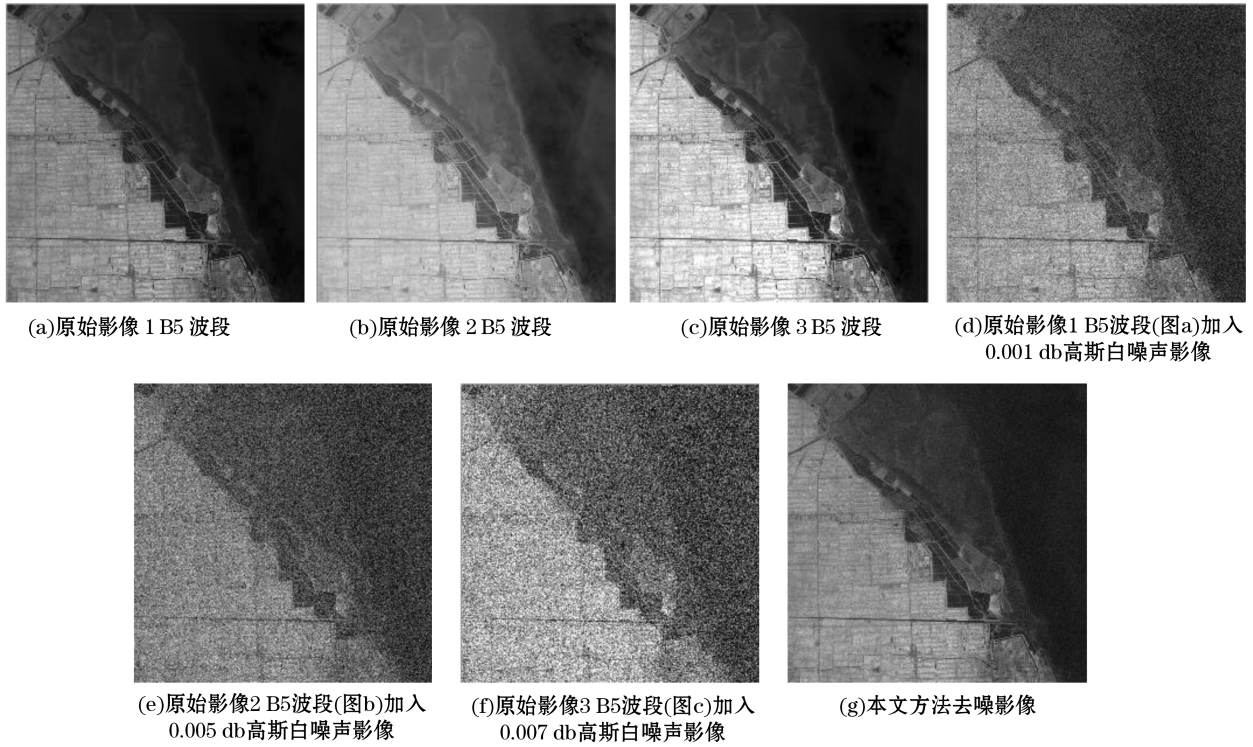 (a)原始影像 1 B5 波段
(b)原始影像 2 B5 波段
(c)原始影像 3 B5 波段
(d)原始影像1 B5波段(图a)加入
0.001 db高斯白噪声影像
(e)原始影像2 B5波段(图b)加入
0.005 db高斯白噪声影像
(f)原始影像3 B5波段(图c)加入
0.007 db高斯白噪声影像
(g)本文方法去噪影像